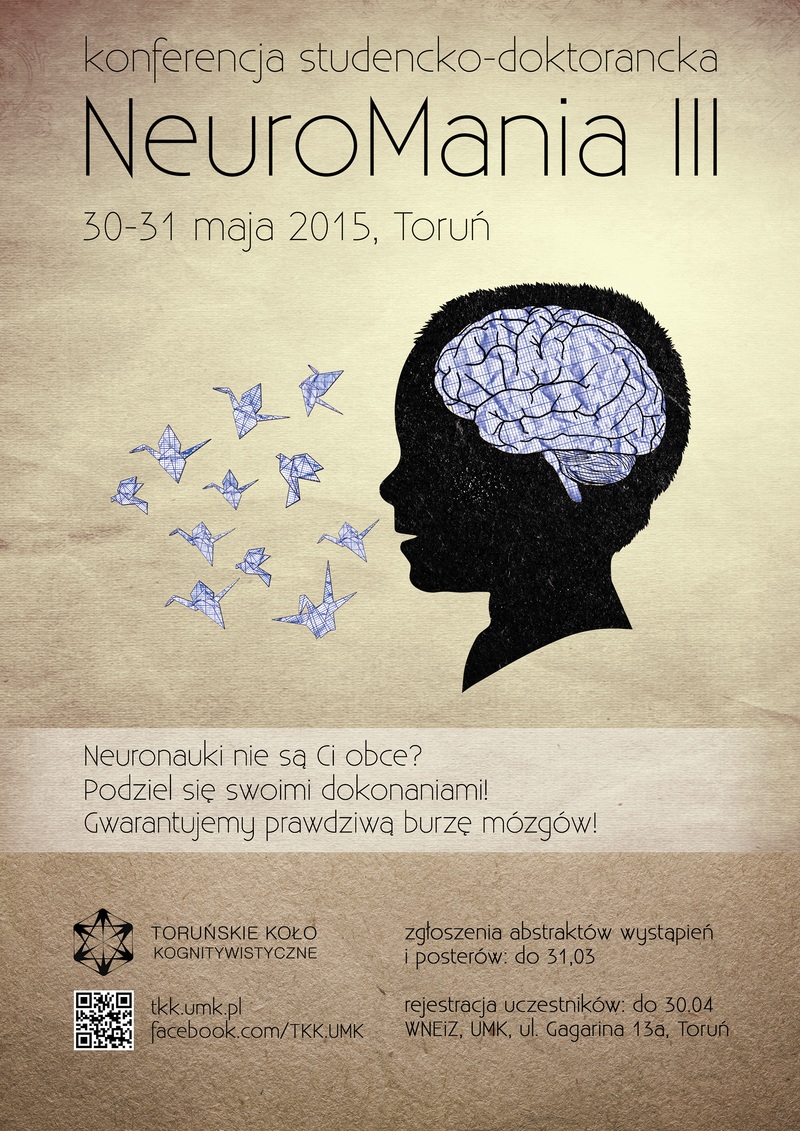 konferencja studencko-doktorancka
NeuroMania III
30-31 maja 2015, Toruń
Neuronauki nie są Ci obce?
Podziel się swoimi dokonaniami!
Gwarantujemy prawdziwą burzę mózgów!
TORUŃSKIE KOŁO
KOGNITYWISTYCZNE
tkk.umk.pl
facebook.com/TKK.UMK
zgłoszenia abstraktów wystąpień
i posterów: do 31,03
rejestracja uczestników: do 30.04
WNEiZ, UMK, ul. Gagarina 13a, Toruń